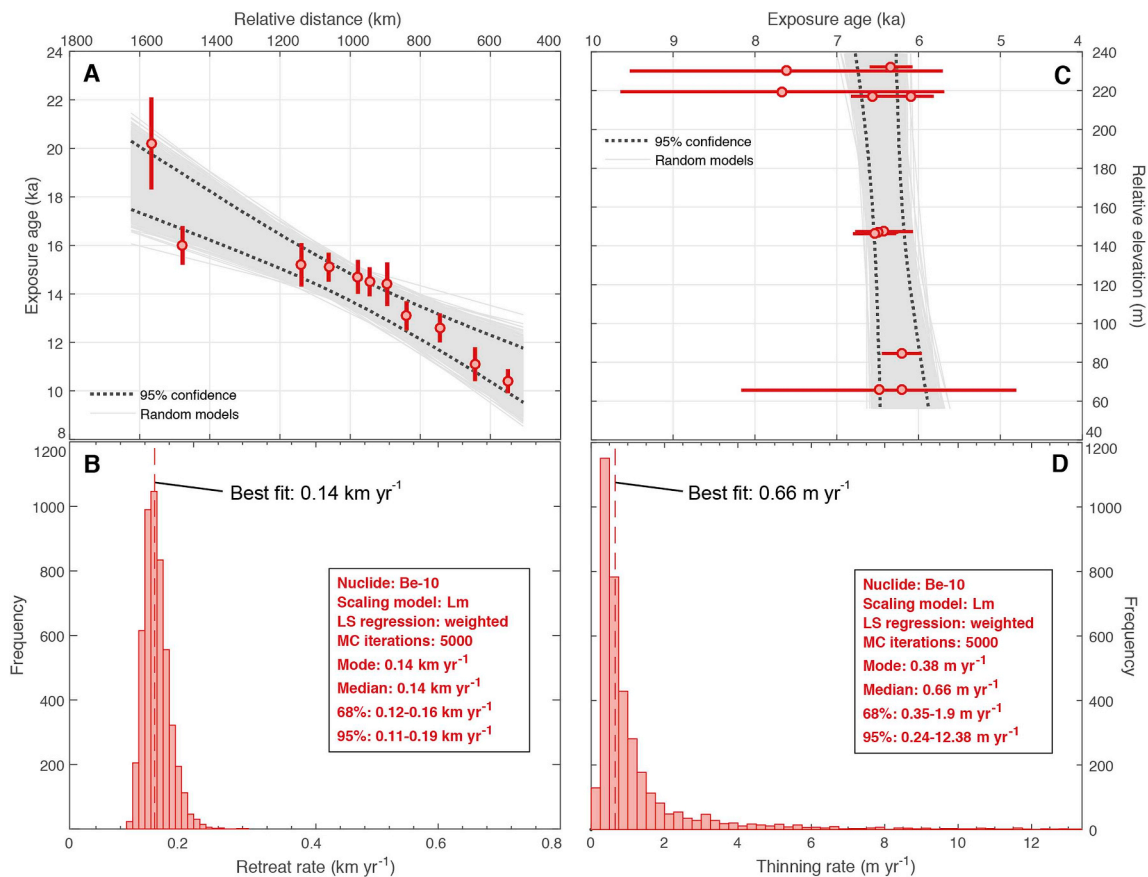 Relative distance (km)
1800 1600 1400 1200 1000 800 600 400
A
24
22
20
18
16
14
12
10
8
Exposure age (ka)
95% confidence
Random models
Exposure age (ka)
10 9 8 7 6 5 4
C
240
220
200
180
160
140
120
100
80
60
40
Relative elevation (m)
95% confidence
Random models
B
1200
1000
800
600
400
200
Frequency
Best fit: 0.14 km yr⁻¹
Nuclide: Be-10
Scaling model: Lm
LS regression: weighted
MC iterations: 5000
Mode: 0.14 km yr⁻¹
Median: 0.14 km yr⁻¹
68%: 0.12-0.16 km yr⁻¹
95%: 0.11-0.19 km yr⁻¹
0 0.2 0.4 0.6 0.8
Retreat rate (km yr⁻¹)
D
1200
1000
800
600
400
200
0
Frequency
Best fit: 0.66 m yr⁻¹
Nuclide: Be-10
Scaling model: Lm
LS regression: weighted
MC iterations: 5000
Mode: 0.38 m yr⁻¹
Median: 0.66 m yr⁻¹
68%: 0.35-1.9 m yr⁻¹
95%: 0.24-12.38 m yr⁻¹
0 2 4 6 8 10 12
Thinning rate (m yr⁻¹)